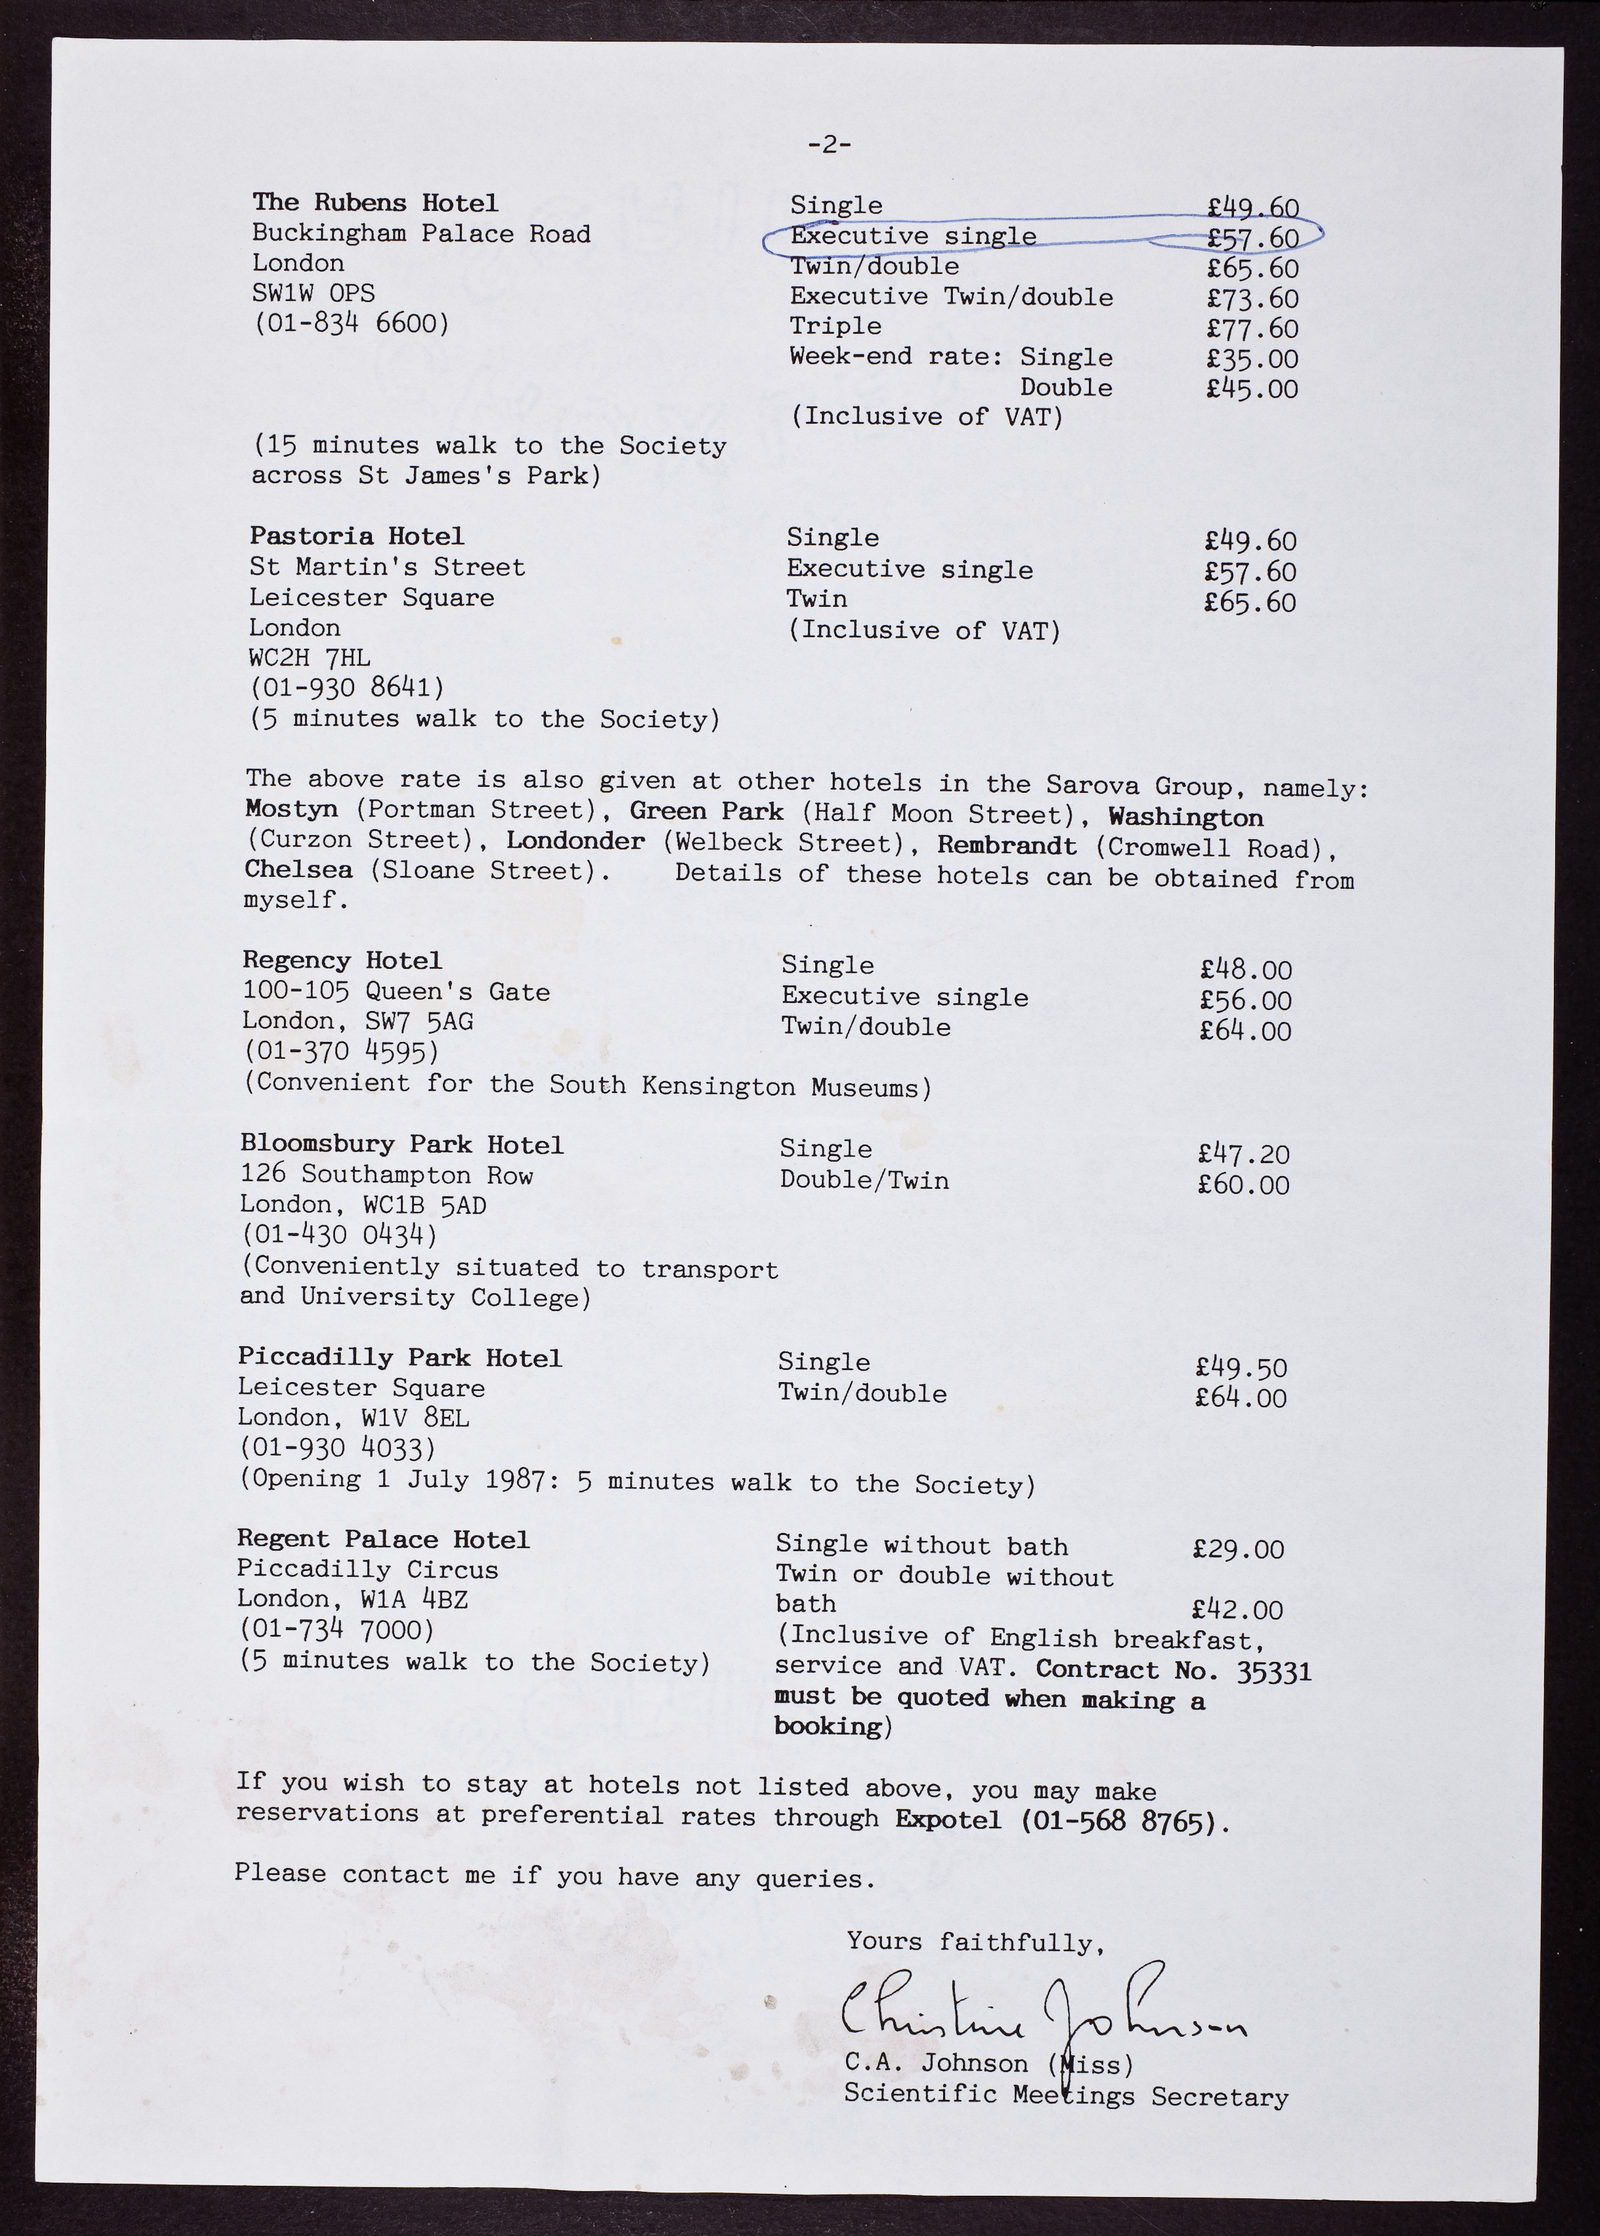 -2-
The Rubens Hotel Single £49.60
Buckingham Palace Road Executive single £57.60
London Twin/double £65.60
SW1W OPS Executive Twin/double £73.60
(01-834 6600) Triple £77.60
Week-end rate: Single £35.00
Double £45.00
(Inclusive of VAT)
(15 minutes walk to the Society
across St James's Park)
Pastoria Hotel Single £49.60
St Martin's Street Executive single £57.60
Leicester Square Twin £65.60
London (Inclusive of VAT)
WC2H 7HL
(01-930 8641)
(5 minutes walk to the Society)
The above rate is also given at other hotels in the Sarova Group, namely:
Mostyn (Portman Street), Green Park (Half Moon Street), Washington
(Curzon Street), Londonder (Welbeck Street), Rembrandt (Cromwell Road),
Chelsea (Sloane Street). Details of these hotels can be obtained from
myself.
Regency Hotel Single £48.00
100-105 Queen's Gate Executive single £56.00
London, SW7 5AG Twin/double £64.00
(01-370 4595)
(Convenient for the South Kensington Museums)
Bloomsbury Park Hotel Single £47.20
126 Southampton Row Double/Twin £60.00
London, WC1B 5AD
(01-430 0434)
(Conveniently situated to transport
and University College)
Piccadilly Park Hotel Single £49.50
Leicester Square Twin/double £64.00
London, W1V 8EL
(01-930 4033)
(Opening 1 July 1987: 5 minutes walk to the Society)
Regent Palace Hotel Single without bath £29.00
Piccadilly Circus Twin or double without
London, W1A 4BZ bath £42.00
(01-734 7000) (Inclusive of English breakfast,
(5 minutes walk to the Society) service and VAT. Contract No. 35331
must be quoted when making a
booking)
If you wish to stay at hotels not listed above, you may make
reservations at preferential rates through Expotel (01-568 8765).
Please contact me if you have any queries.
Yours faithfully,
Christine Johnson
C.A. Johnson (Miss)
Scientific Meetings Secretary